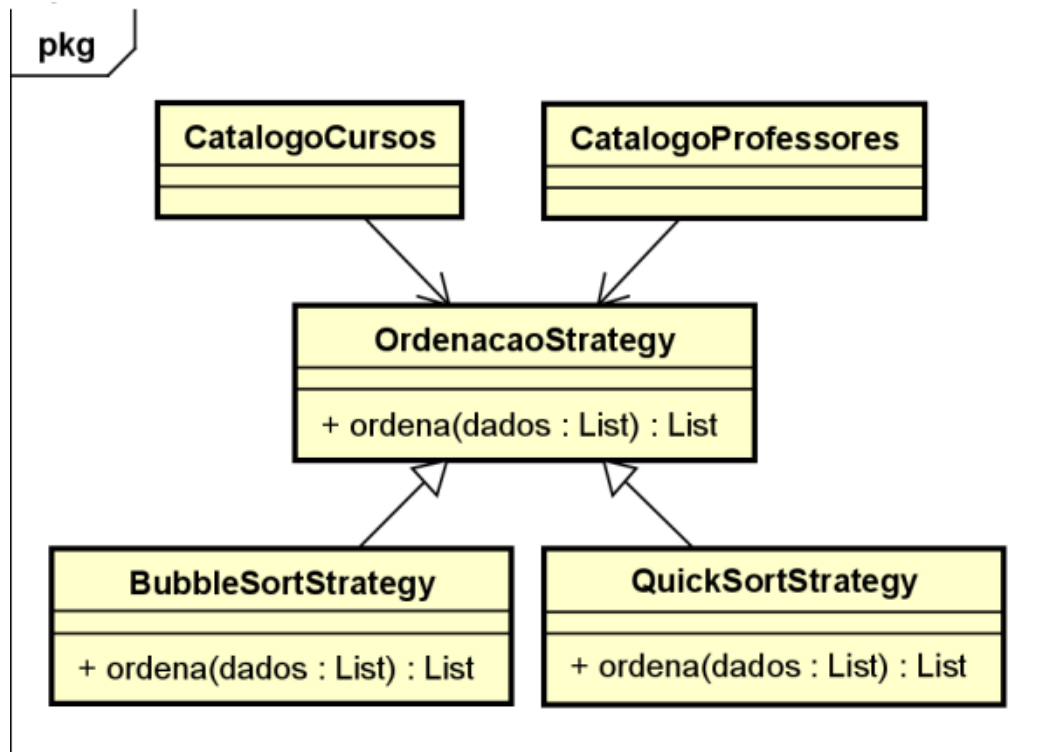 pkg
CatalogoCursos
CatalogoProfessores
OrdenacaoStrategy
+ ordena(dados : List) : List
BubbleSortStrategy
QuickSortStrategy
+ ordena(dados : List) : List
+ ordena(dados : List) : List